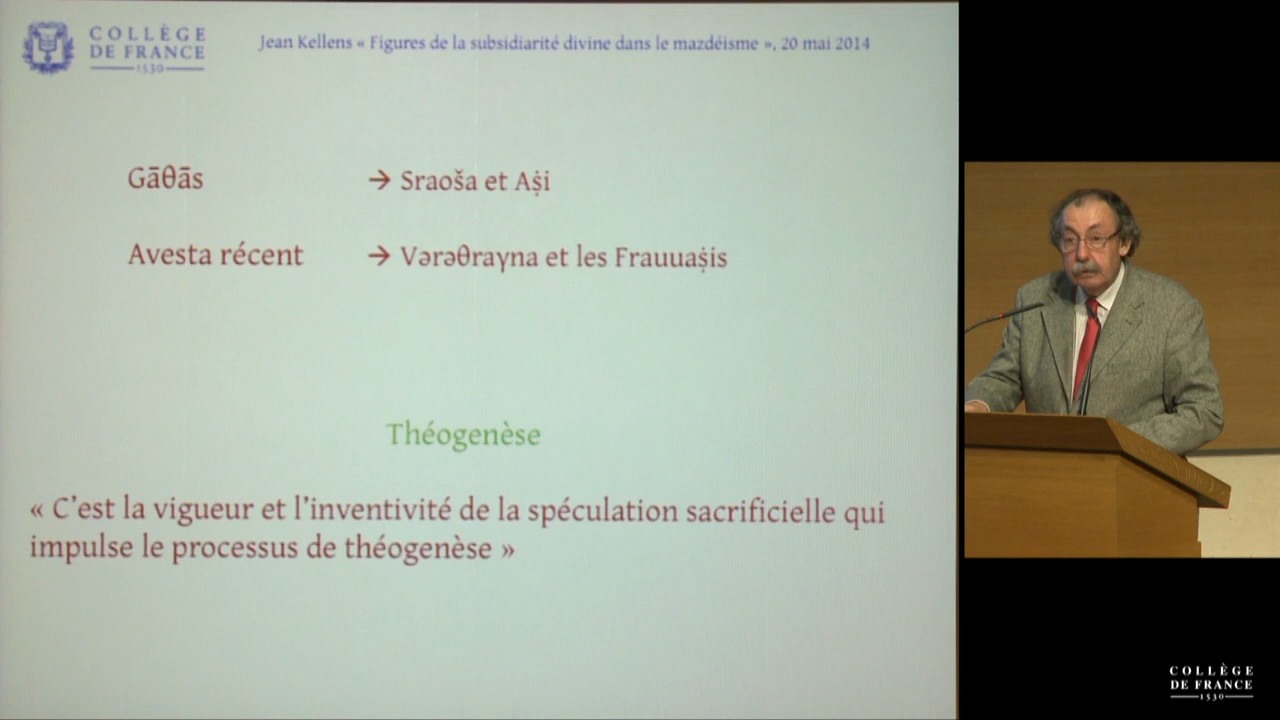 COLLÈGE
DE FRANCE
1530
Jean Kellens « Figures de la subsidiarité divine dans le mazdéisme », 20 mai 2014
Gāθās → Sraoša et Aṣ̌i
Avesta récent → Vərəθraγna et les Frauuaṣ̌is
Théogenèse
« C’est la vigueur et l’inventivité de la spéculation sacrificielle qui
impulse le processus de théogenèse »
COLLÈGE
DE FRANCE
1530